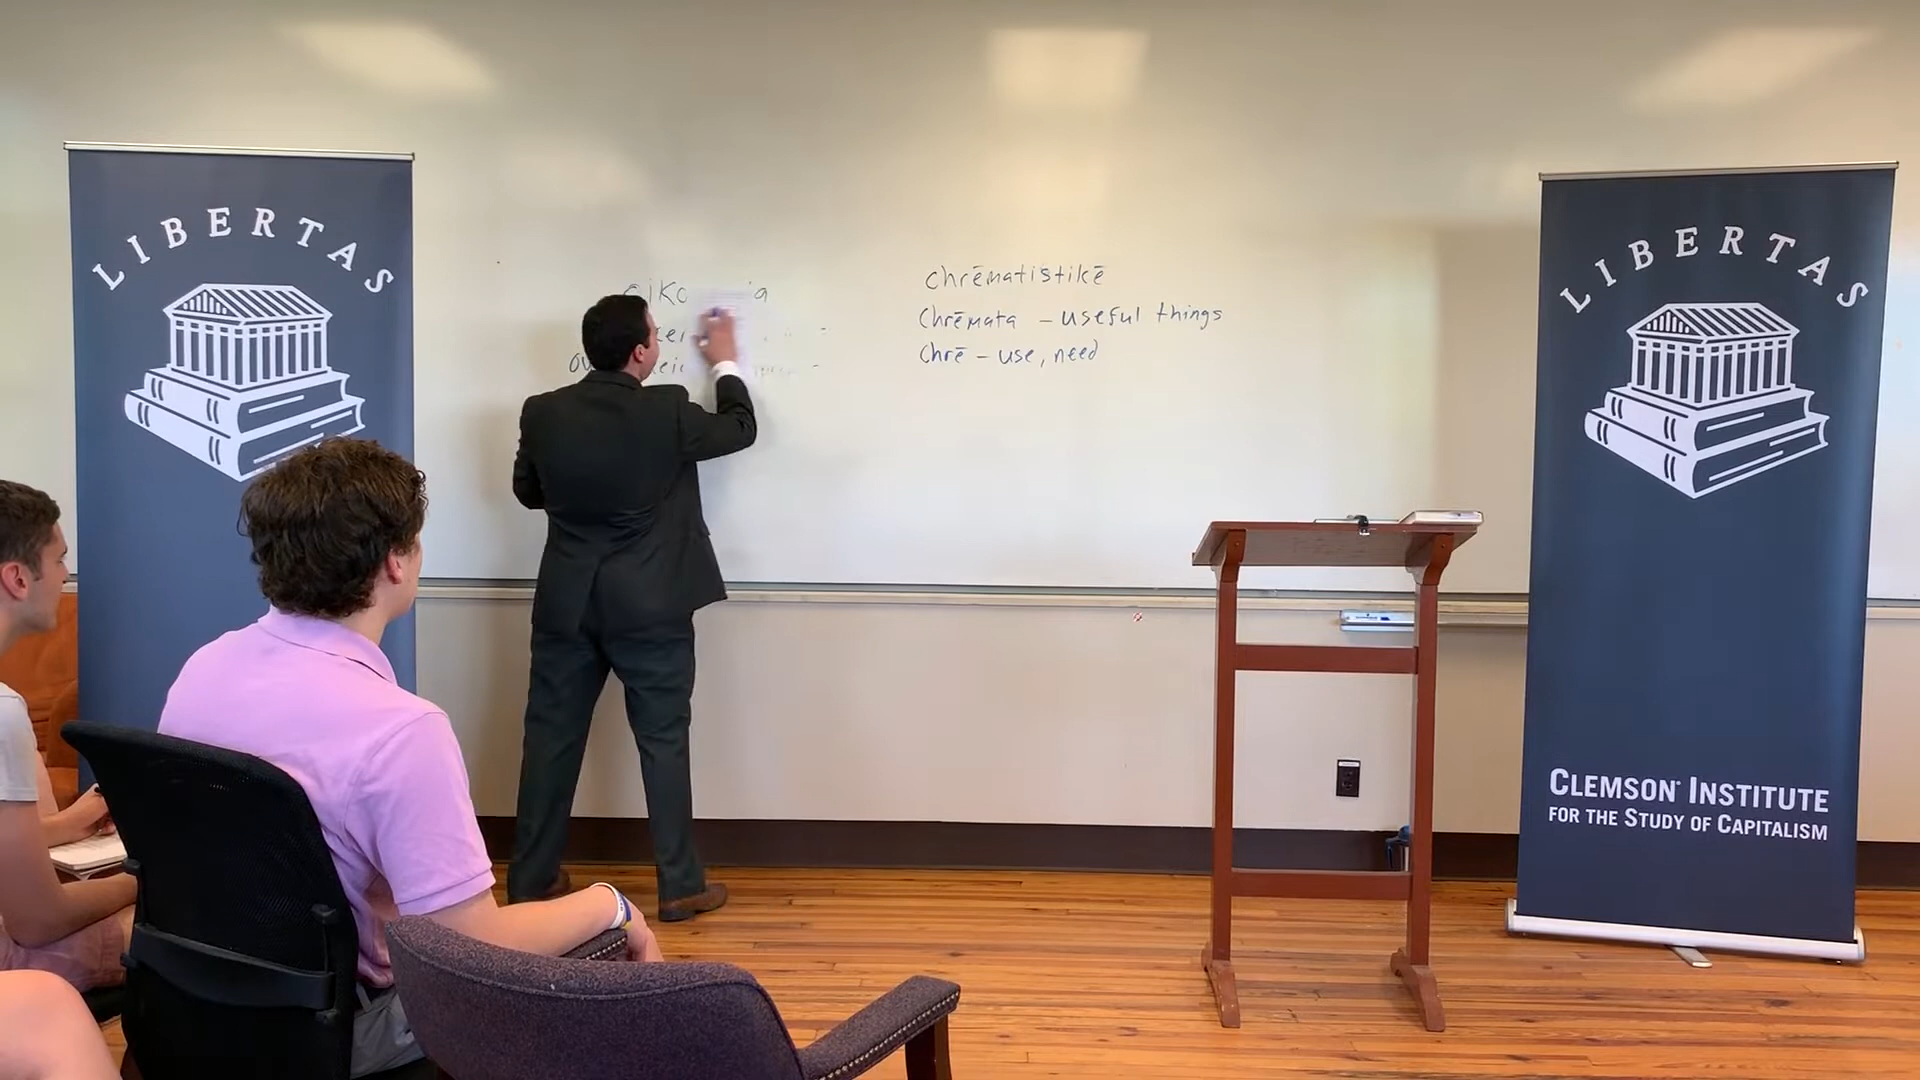 LIBERTAS
chrēmatistikē
Chrēmata – useful things
Chrē – use, need
LIBERTAS
CLEMSON INSTITUTE
FOR THE STUDY OF CAPITALISM